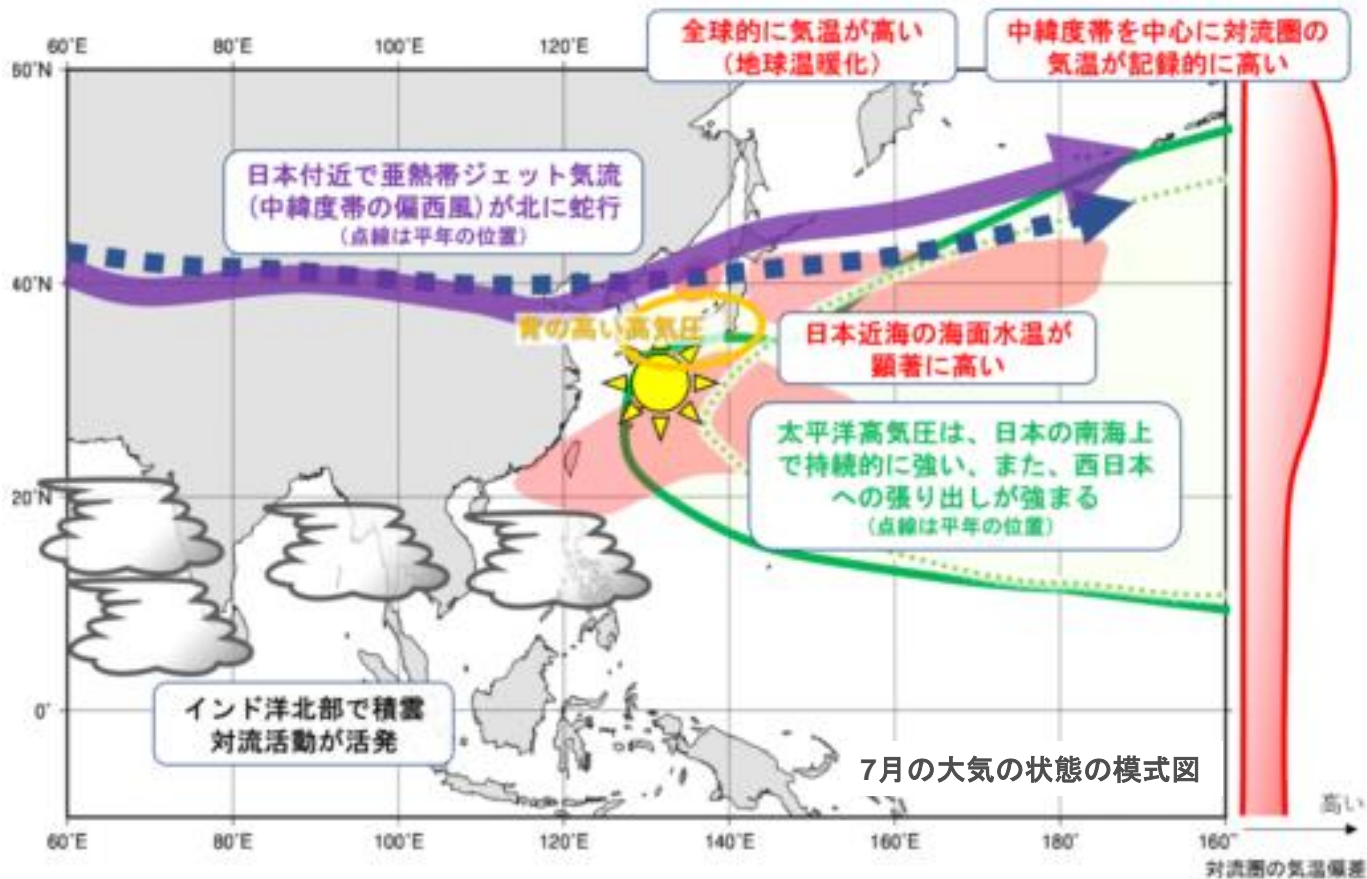 60°E
80°E
100°E
120°E
全球的に気温が高い
(地球温暖化)
中緯度帯を中心に対流圏の
気温が記録的に高い
60°N
日本付近で亜熱帯ジェット気流
(中緯度帯の偏西風)が北に蛇行
(点線は平年の位置)
40°N
背の高い高気圧
日本近海の海面水温が
顕著に高い
太平洋高気圧は、日本の南海上
で持続的に強い、また、西日本
への張り出しが強まる
(点線は平年の位置)
20°N
インド洋北部で積雲
対流活動が活発
0°
7月の大気の状態の模式図
高い
60°E
80°E
100°E
120°E
140°E
160°E
180°
160°
対流圏の気温偏差